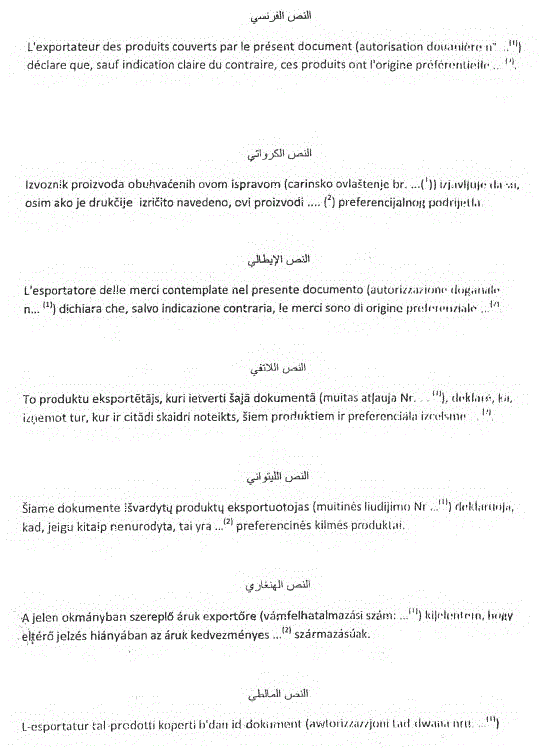 النص الفرنسي
L'exportateur des produits couverts par le présent document (autorisation douanière n° ..(1))
déclare que, sauf indication claire du contraire, ces produits ont l'origine préférentielle ... (2).
النص الكرواتي
Izvoznik proizvoda obuhvaćenih ovom ispravom (carinsko ovlaštenje br. ...(1)) izjavljuje da su,
osim ako je drukčije izričito navedeno, ovi proizvodi .... (2) preferencijalnog podrijetla.
النص الإيطالي
L'esportatore delle merci contemplate nel presente documento (autorizzazione doganale
n... (1)) dichiara che, salvo indicazione contraria, le merci sono di origine preferenziale ...(2)
النص اللاتفي
To produktu eksportētājs, kuri ietverti šajā dokumentā (muitas atļauja Nr. . . (1)), deklarē, ka,
izņemot tur, kur ir citādi skaidri noteikts, šiem produktiem ir preferenciāla izcelsme ... (2).
النص الليتواني
Šiame dokumente išvardytų produktų eksportuotojas (muitinės liudijimo Nr ...(1)) deklaruoja,
kad, jeigu kitaip nenurodyta, tai yra ...(2) preferencinės kilmės produktai.
النص الهنغاري
A jelen okmányban szereplő áruk exportőre (vámfelhatalmazási szám: ...(1)) kijelentem, hogy
eltérő jelzés hiányában az áruk kedvezményes ...(2) származásúak.
النص المالطي
L-esportatur tal-prodotti koperti b'dan id-dokument (awtorizzazzjoni tad-dwana nru. ...(1))